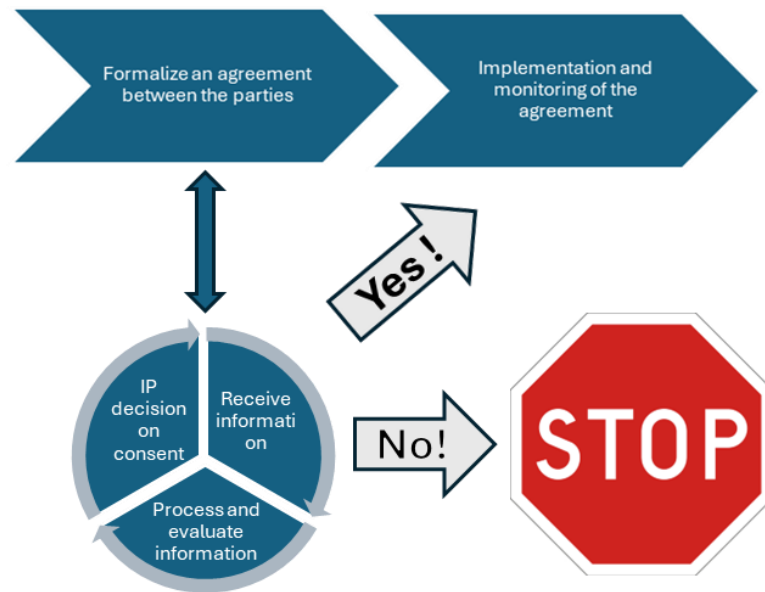 Formalize an agreement
between the parties
Implementation and
monitoring of the
agreement
Yes!
IP
decision
on
consent
Receive
informati
on
Process and
evaluate
information
No!
STOP